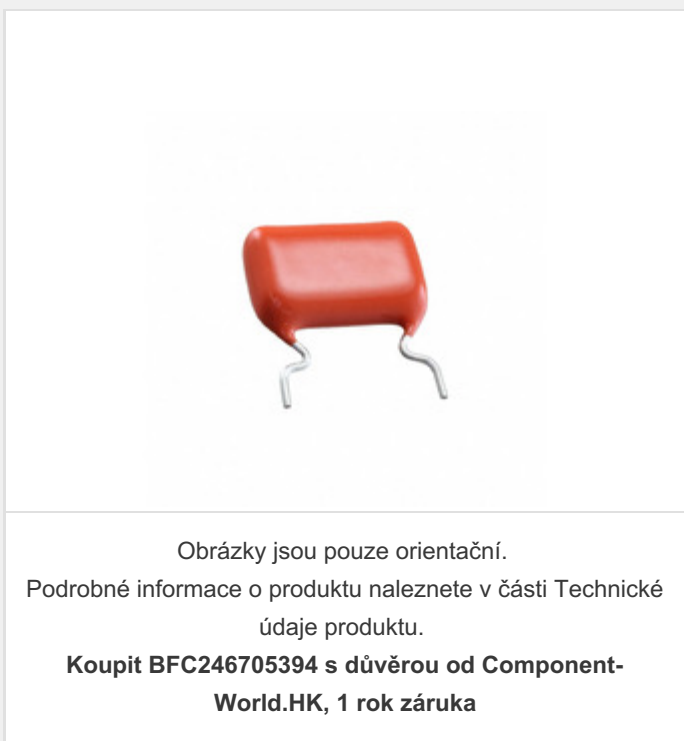 Obrázky jsou pouze orientační.
Podrobné informace o produktu naleznete v části Technické
údaje produktu.
Koupit BFC246705394 s důvěrou od Component-
World.HK, 1 rok záruka